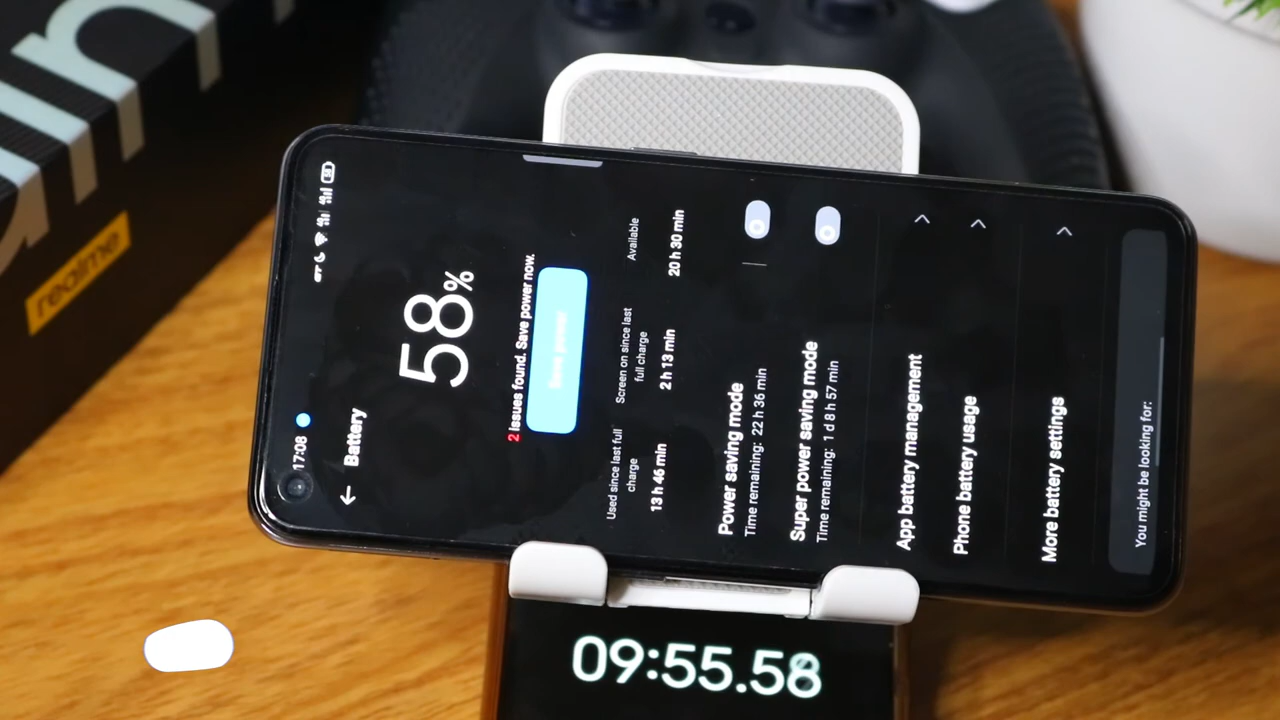 realme
17:08
Battery
58%
2 issues found. Save power now.
Save power
Used since last full
charge
13 h 46 min
Screen on since last
full charge
2 h 13 min
Available
20 h 30 min
Power saving mode
Time remaining: 22 h 36 min
Super power saving mode
Time remaining: 1 d 8 h 57 min
App battery management
Phone battery usage
More battery settings
You might be looking for:
09:55.58